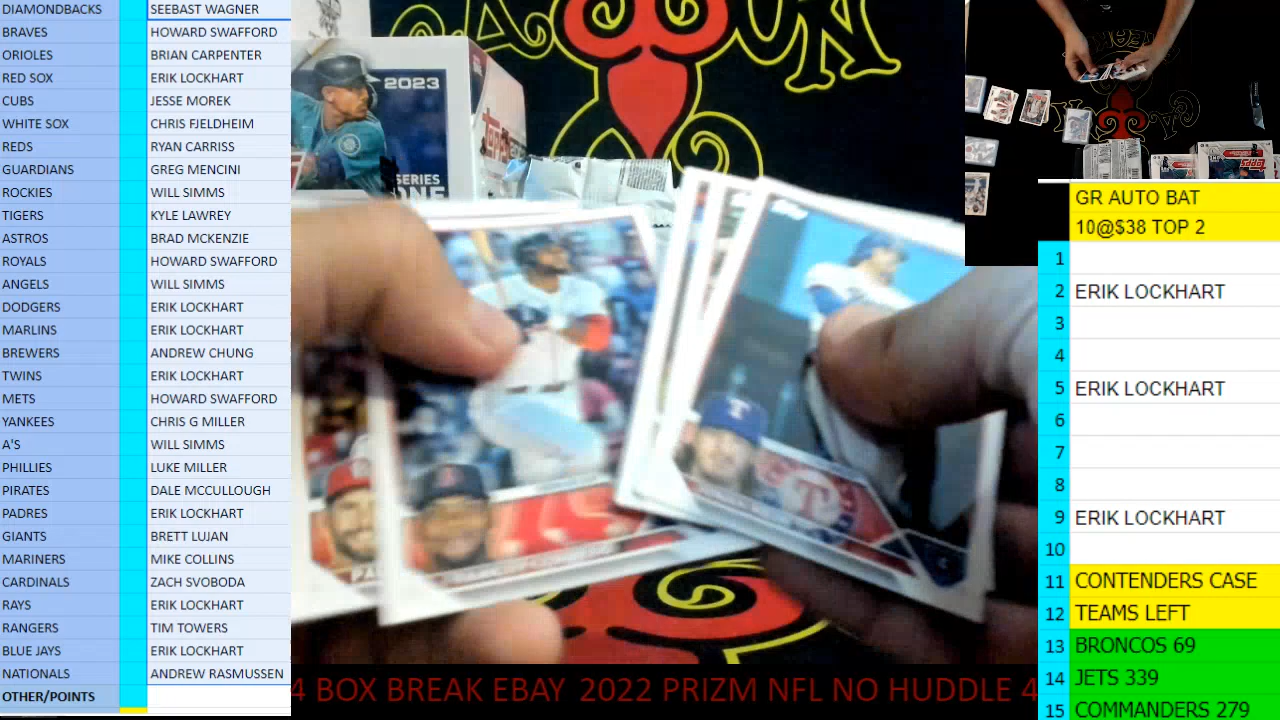 DIAMONDBACKS SEEBAST WAGNER
BRAVES HOWARD SWAFFORD
ORIOLES BRIAN CARPENTER
RED SOX ERIK LOCKHART
CUBS JESSE MOREK
WHITE SOX CHRIS FJELDHEIM
REDS RYAN CARRISS
GUARDIANS GREG MENCINI
ROCKIES WILL SIMMS
TIGERS KYLE LAWREY
ASTROS BRAD MCKENZIE
ROYALS HOWARD SWAFFORD
ANGELS WILL SIMMS
DODGERS ERIK LOCKHART
MARLINS ERIK LOCKHART
BREWERS ANDREW CHUNG
TWINS ERIK LOCKHART
METS HOWARD SWAFFORD
YANKEES CHRIS G MILLER
A'S WILL SIMMS
PHILLIES LUKE MILLER
PIRATES DALE MCCULLOUGH
PADRES ERIK LOCKHART
GIANTS BRETT LUJAN
MARINERS MIKE COLLINS
CARDINALS ZACH SVOBODA
RAYS ERIK LOCKHART
RANGERS TIM TOWERS
BLUE JAYS ERIK LOCKHART
NATIONALS ANDREW RASMUSSEN
OTHER/POINTS
2023
SERIES
ONE
Topps
4 BOX BREAK EBAY 2022 PRIZM NFL NO HUDDLE 4
GR AUTO BAT
10@$38 TOP 2
1
2 ERIK LOCKHART
3
4
5 ERIK LOCKHART
6
7
8
9 ERIK LOCKHART
10
11 CONTENDERS CASE
12 TEAMS LEFT
13 BRONCOS 69
14 JETS 339
15 COMMANDERS 279